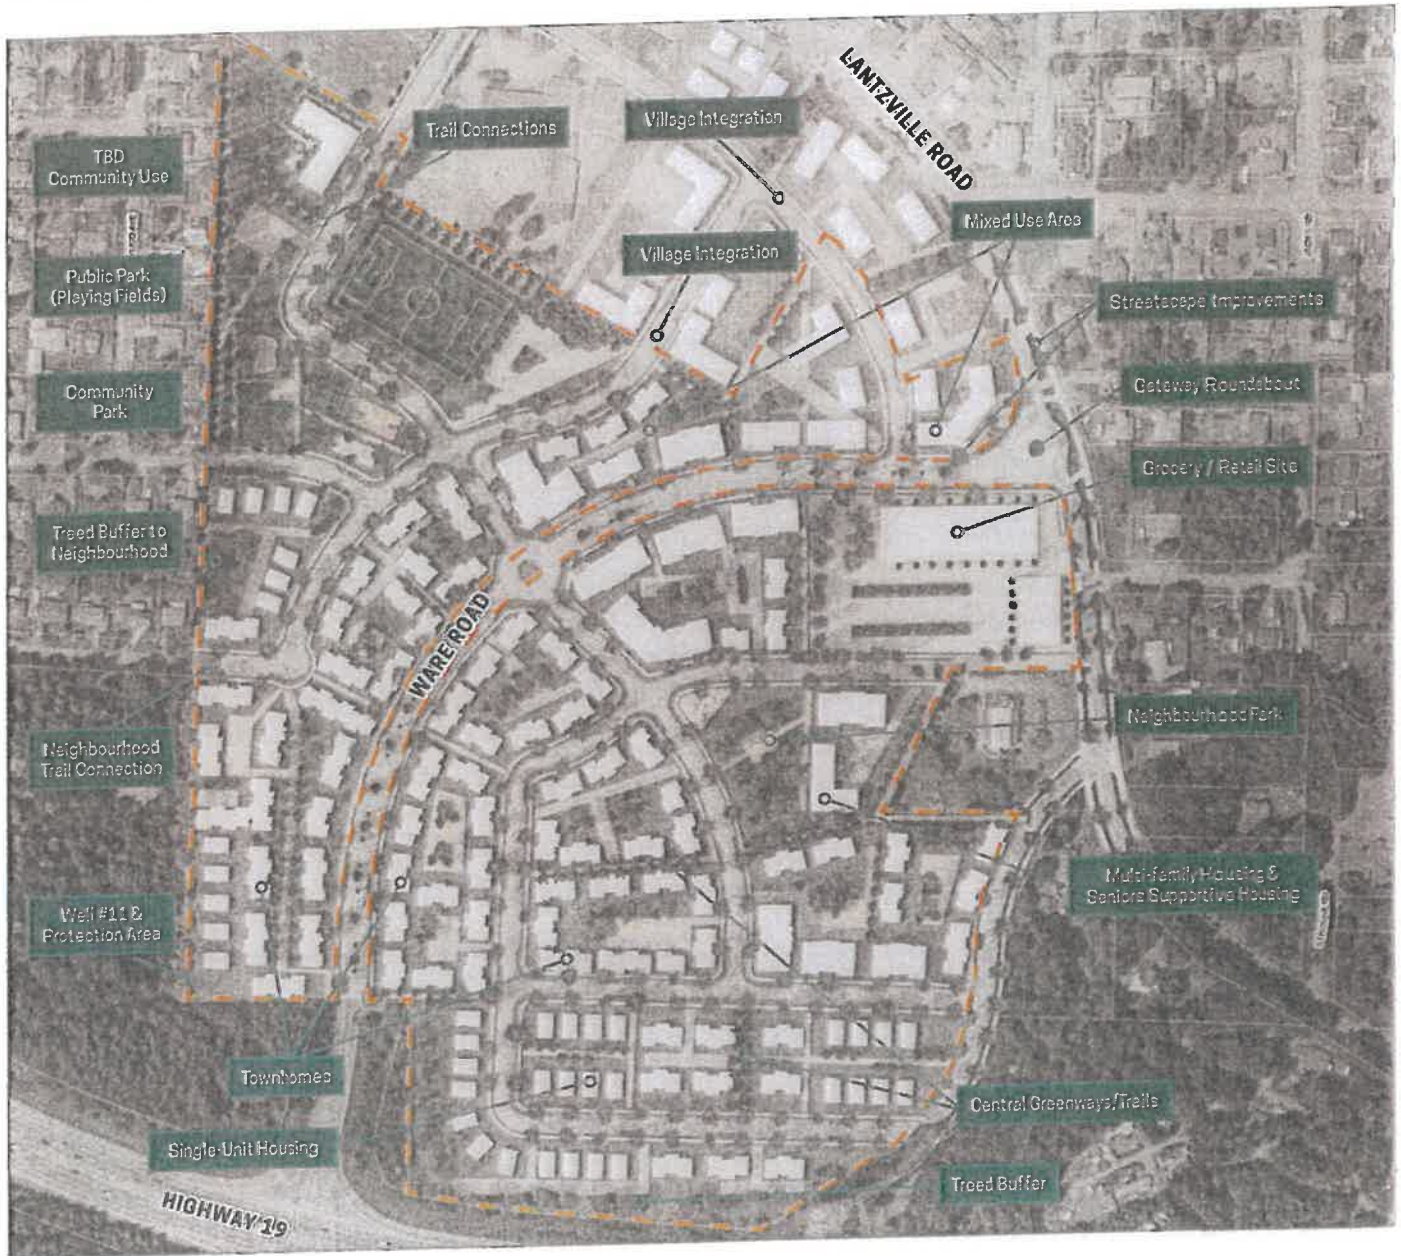 LANTZVILLE ROAD
Trail Connections
Village Integration
TBD
Community Use
Mixed Use Area
Village Integration
Public Park
(Playing Fields)
Streetscape Improvements
Community
Park
Gateway Roundabout
Grocery / Retail Site
Treed Buffer to
Neighbourhood
WARE ROAD
Neighbourhood Park
Neighbourhood
Trail Connection
Multi-family Housing &
Seniors Supportive Housing
Well #11 &
Protection Area
Townhomes
Central Greenways/Trails
Single-Unit Housing
Treed Buffer
HIGHWAY 19